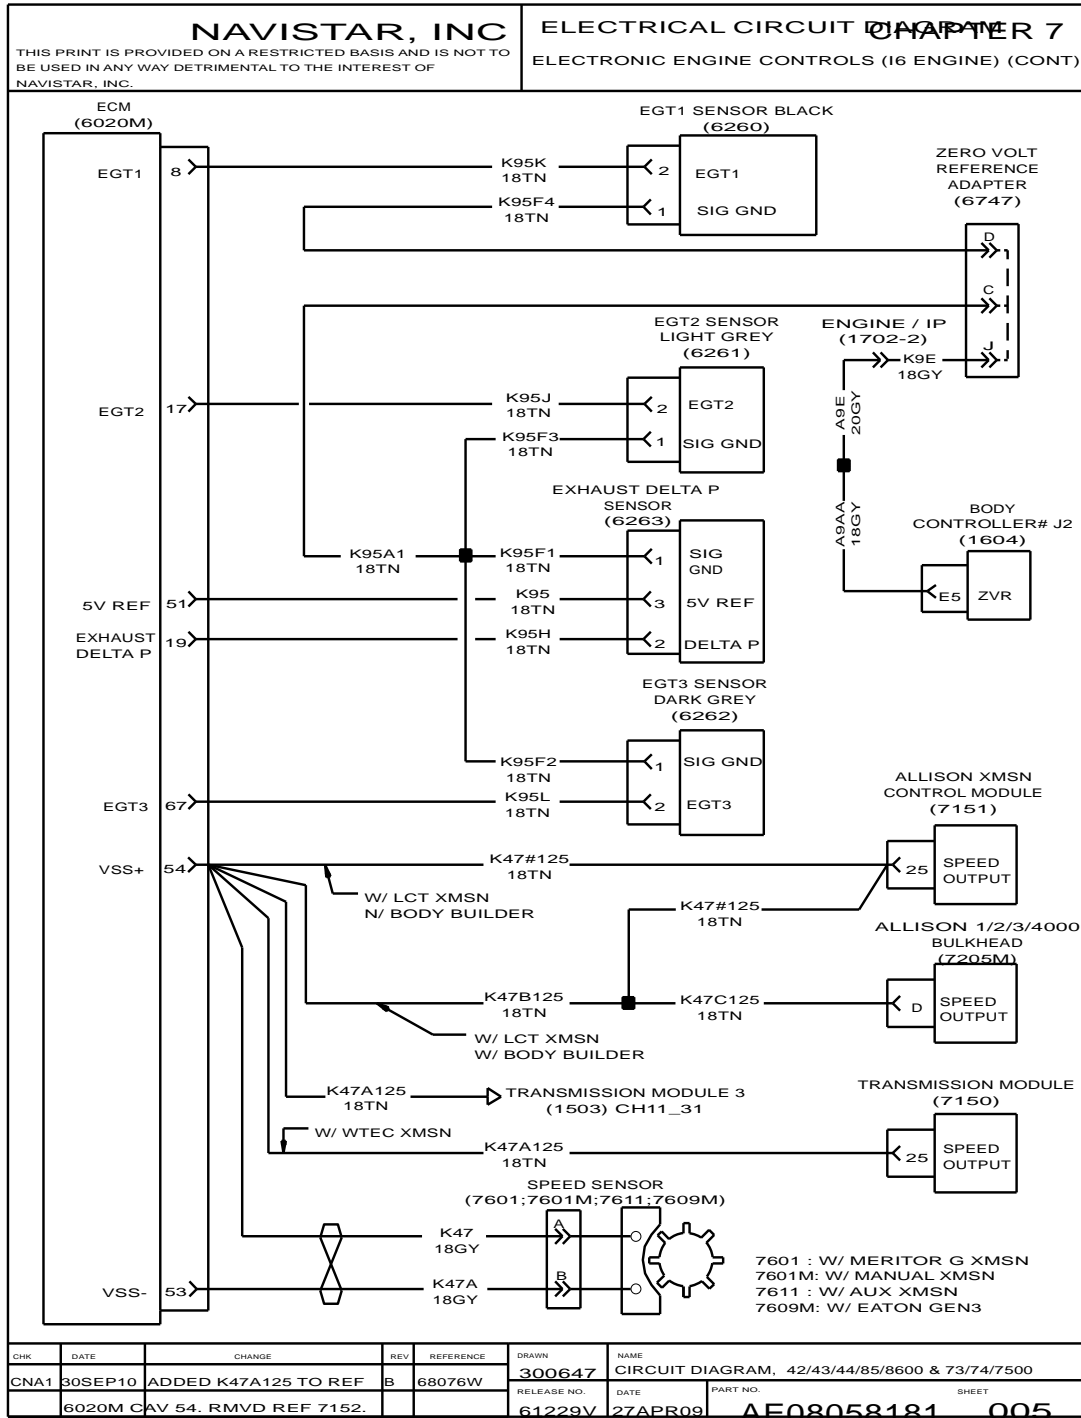 NAVISTAR, INC
THIS PRINT IS PROVIDED ON A RESTRICTED BASIS AND IS NOT TO
BE USED IN ANY WAY DETRIMENTAL TO THE INTEREST OF
NAVISTAR, INC.
ELECTRICAL CIRCUIT DIAGRAM
CHAPTER 7
ELECTRONIC ENGINE CONTROLS (I6 ENGINE) (CONT)
ECM
(6020M)
EGT1 8
K95K
18TN
EGT1 SENSOR BLACK
(6260)
2 EGT1
K95F4
18TN
1 SIG GND
ZERO VOLT
REFERENCE
ADAPTER
(6747)
D
C
J
ENGINE / IP
(1702-2)
K9E
18GY
A9E
20GY
A9AA
18GY
EGT2 SENSOR
LIGHT GREY
(6261)
EGT2 17
K95J
18TN
2 EGT2
K95F3
18TN
1 SIG GND
EXHAUST DELTA P
SENSOR
(6263)
K95A1
18TN
K95F1
18TN
1 SIG
GND
5V REF 51
K95
18TN
3 5V REF
EXHAUST
DELTA P 19
K95H
18TN
2 DELTA P
BODY
CONTROLLER# J2
(1604)
E5 ZVR
EGT3 SENSOR
DARK GREY
(6262)
K95F2
18TN
1 SIG GND
EGT3 67
K95L
18TN
2 EGT3
VSS+ 54
K47#125
18TN
W/ LCT XMSN
N/ BODY BUILDER
ALLISON XMSN
CONTROL MODULE
(7151)
25 SPEED
OUTPUT
K47#125
18TN
ALLISON 1/2/3/4000
BULKHEAD
(7205M)
K47B125
18TN
K47C125
18TN
D SPEED
OUTPUT
W/ LCT XMSN
W/ BODY BUILDER
K47A125
18TN
TRANSMISSION MODULE 3
(1503) CH11_31
W/ WTEC XMSN
K47A125
18TN
TRANSMISSION MODULE
(7150)
25 SPEED
OUTPUT
SPEED SENSOR
(7601;7601M;7611;7609M)
K47
18GY
A
VSS- 53
K47A
18GY
B
7601 : W/ MERITOR G XMSN
7601M: W/ MANUAL XMSN
7611 : W/ AUX XMSN
7609M: W/ EATON GEN3
CHK DATE CHANGE REV REFERENCE
CNA1 30SEP10 ADDED K47A125 TO REF B 68076W
6020M CAV 54. RMVD REF 7152.
DRAWN
300647
NAME
CIRCUIT DIAGRAM, 42/43/44/85/8600 & 73/74/7500
RELEASE NO.
61229V
DATE
27APR09
PART NO.
AE08058181
SHEET
005